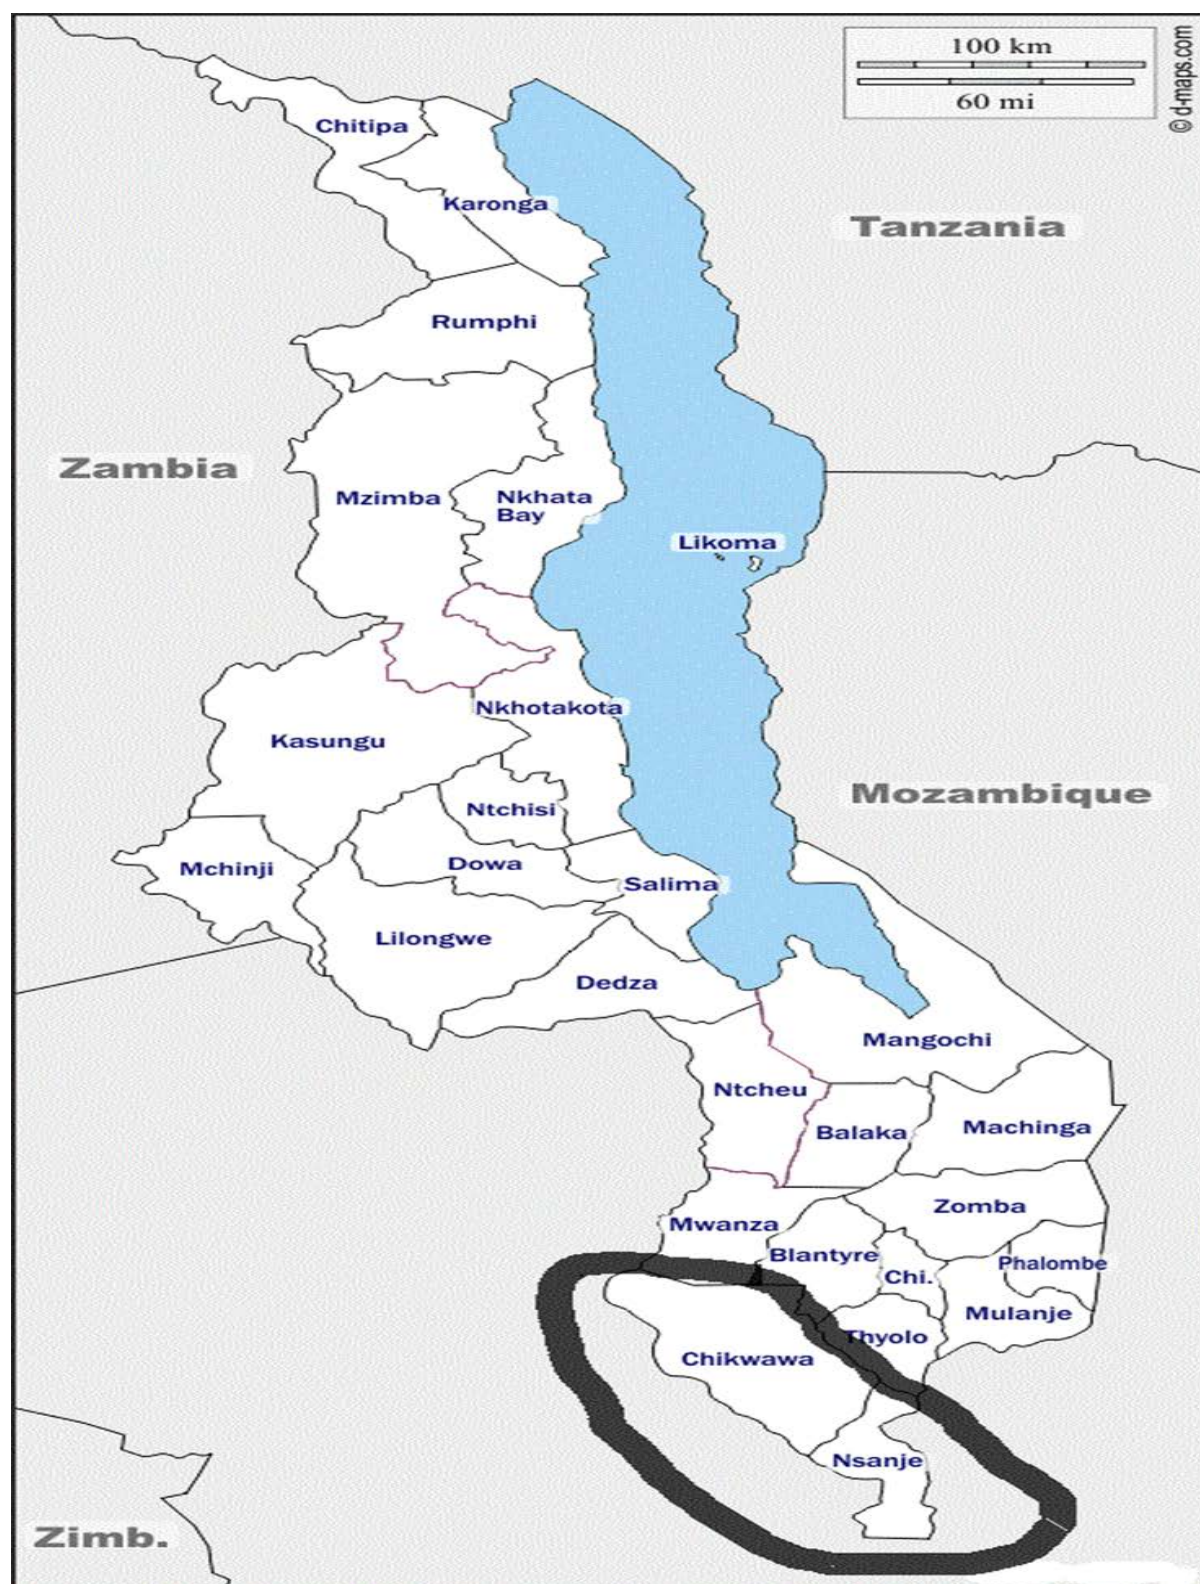 100 km
60 mi
© d-maps.com
Chitipa
Karonga
Tanzania
Rumphi
Zambia
Mzimba
Nkhata
Bay
Likoma
Nkhotakota
Kasungu
Mozambique
Ntchisi
Dowa
Mchinji
Salima
Lilongwe
Dedza
Mangochi
Ntcheu
Balaka
Machinga
Zomba
Mwanza
Blantyre
Chi.
Phalombe
Mulanje
Thyolo
Chikwawa
Nsanje
Zimb.